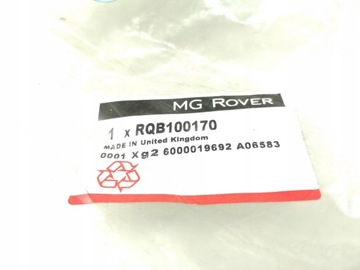 MG ROVER
1 x RQB100170
MADE IN United Kingdom
0001 Xg2 6000019692 A06583